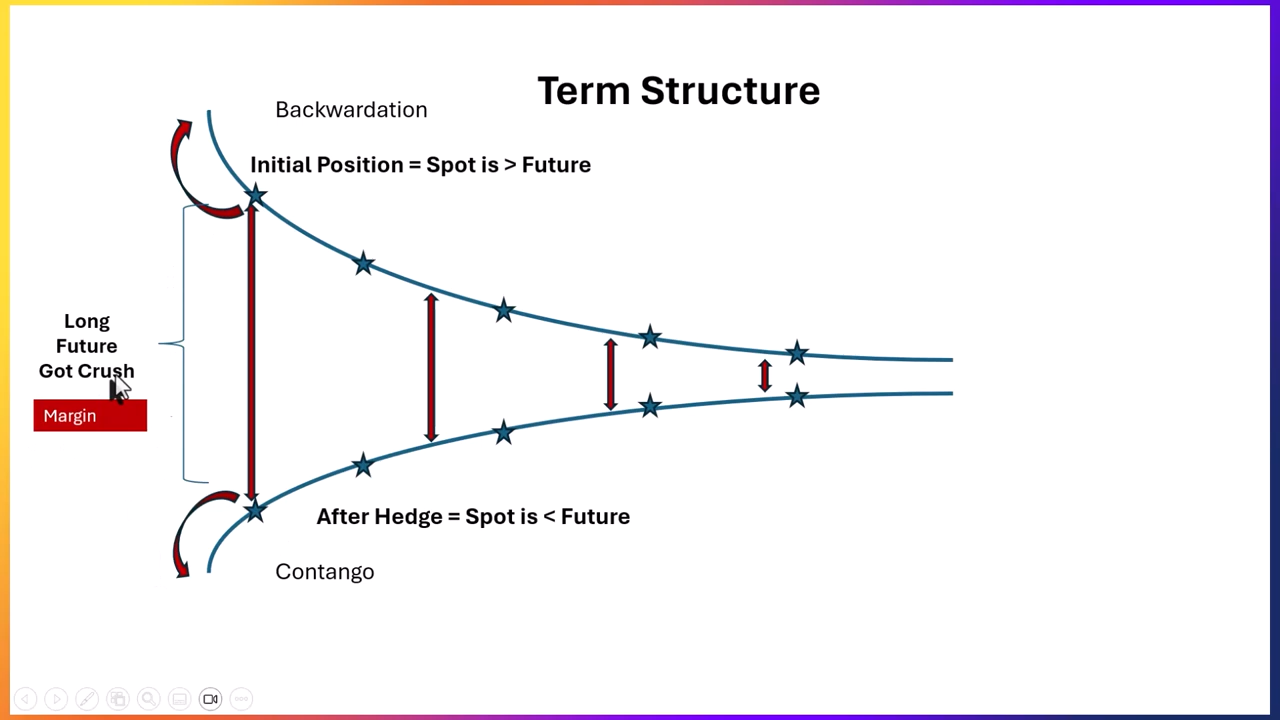 Term Structure
Backwardation
Initial Position = Spot is > Future
Long
Future
Got Crush
Margin
After Hedge = Spot is < Future
Contango